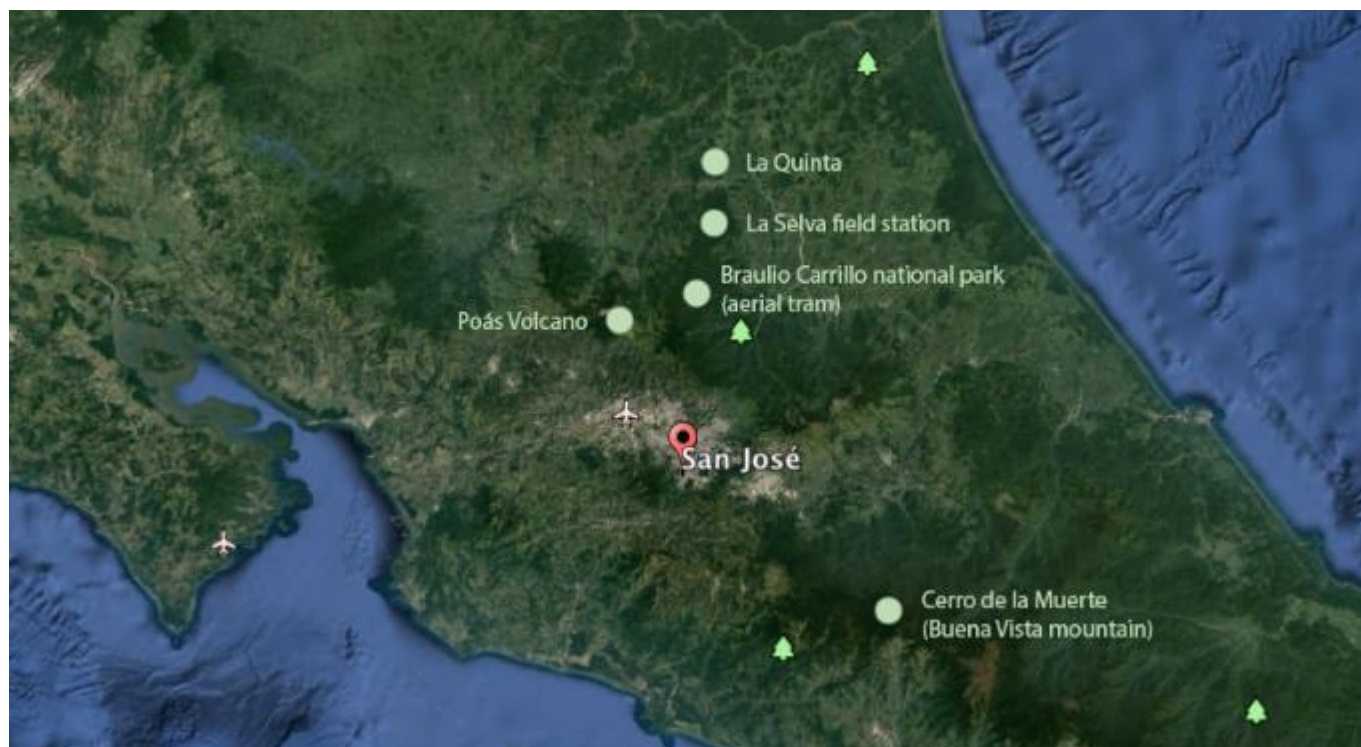 La Quinta
La Selva field station
Braulio Carrillo national park
(aerial tram)
Poás Volcano
San José
Cerro de la Muerte
(Buena Vista mountain)